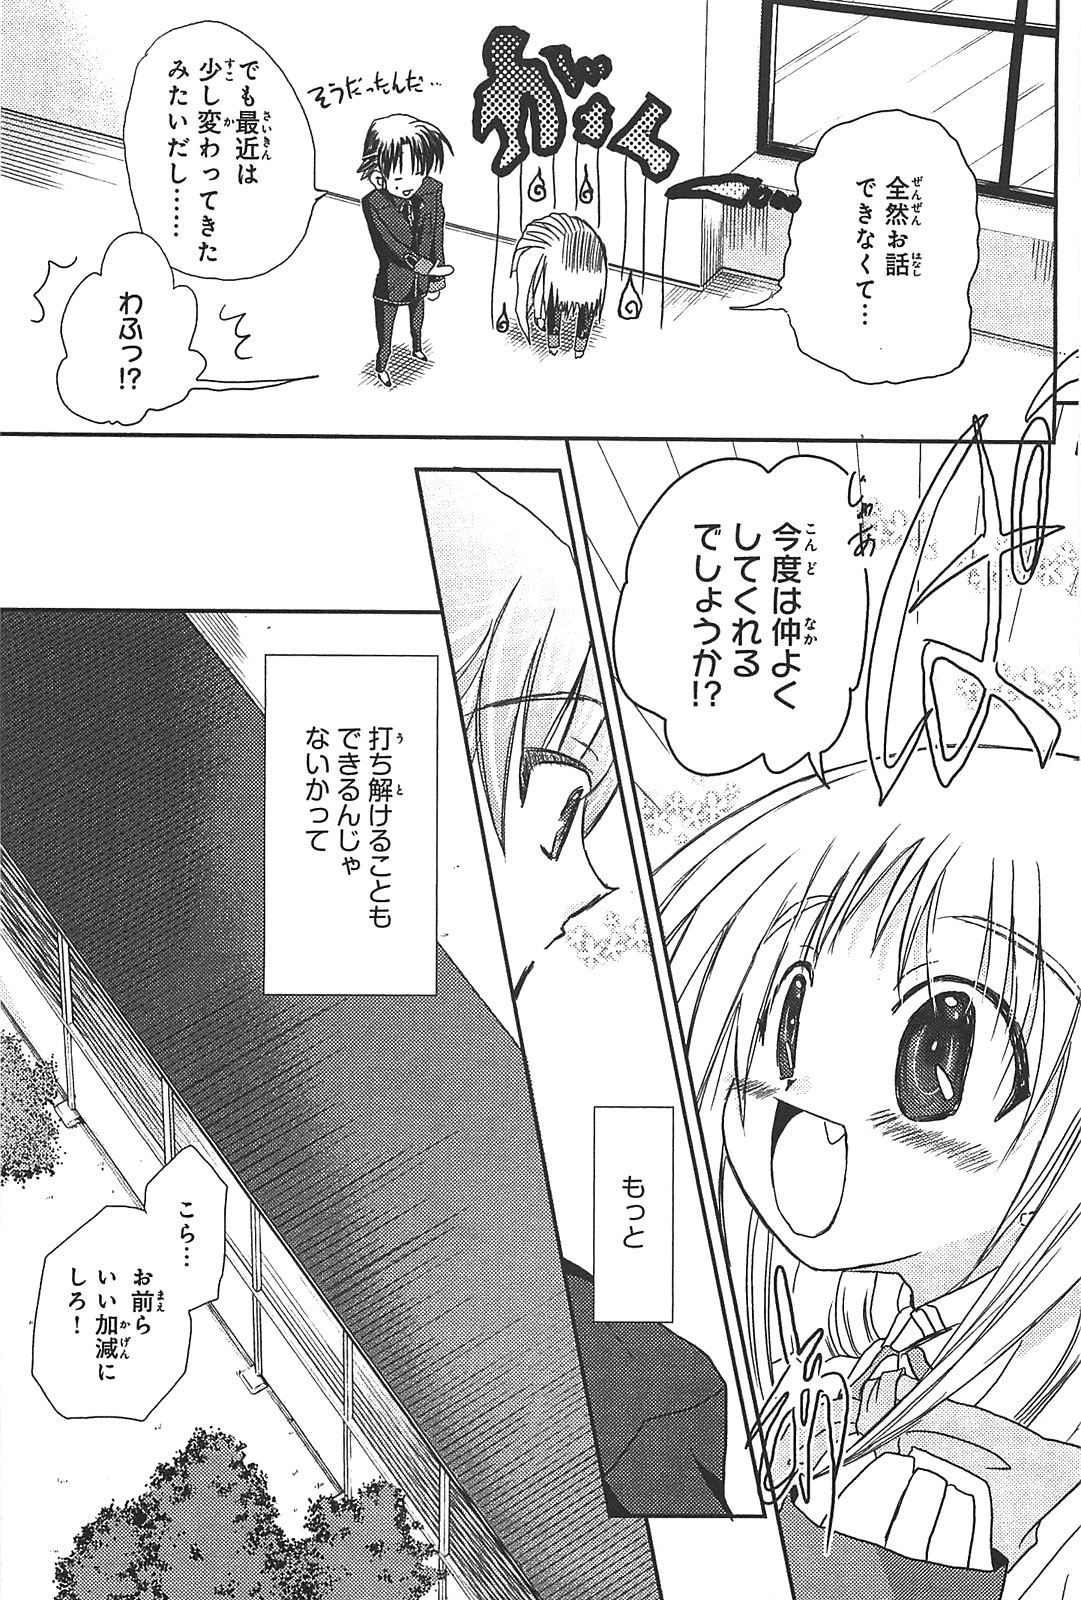 全然お話
できなくて…
がぁぁん
そうだったんだ…
でも最近は
少し変わってきた
みたいだし……
わふっ!?
ぱぁ
じゃあ
今度は仲よく
してくれる
でしょうか!?
もっと
打ち解けることも
できるんじゃ
ないかって
こら…
お前ら
いい加減に
しろ!